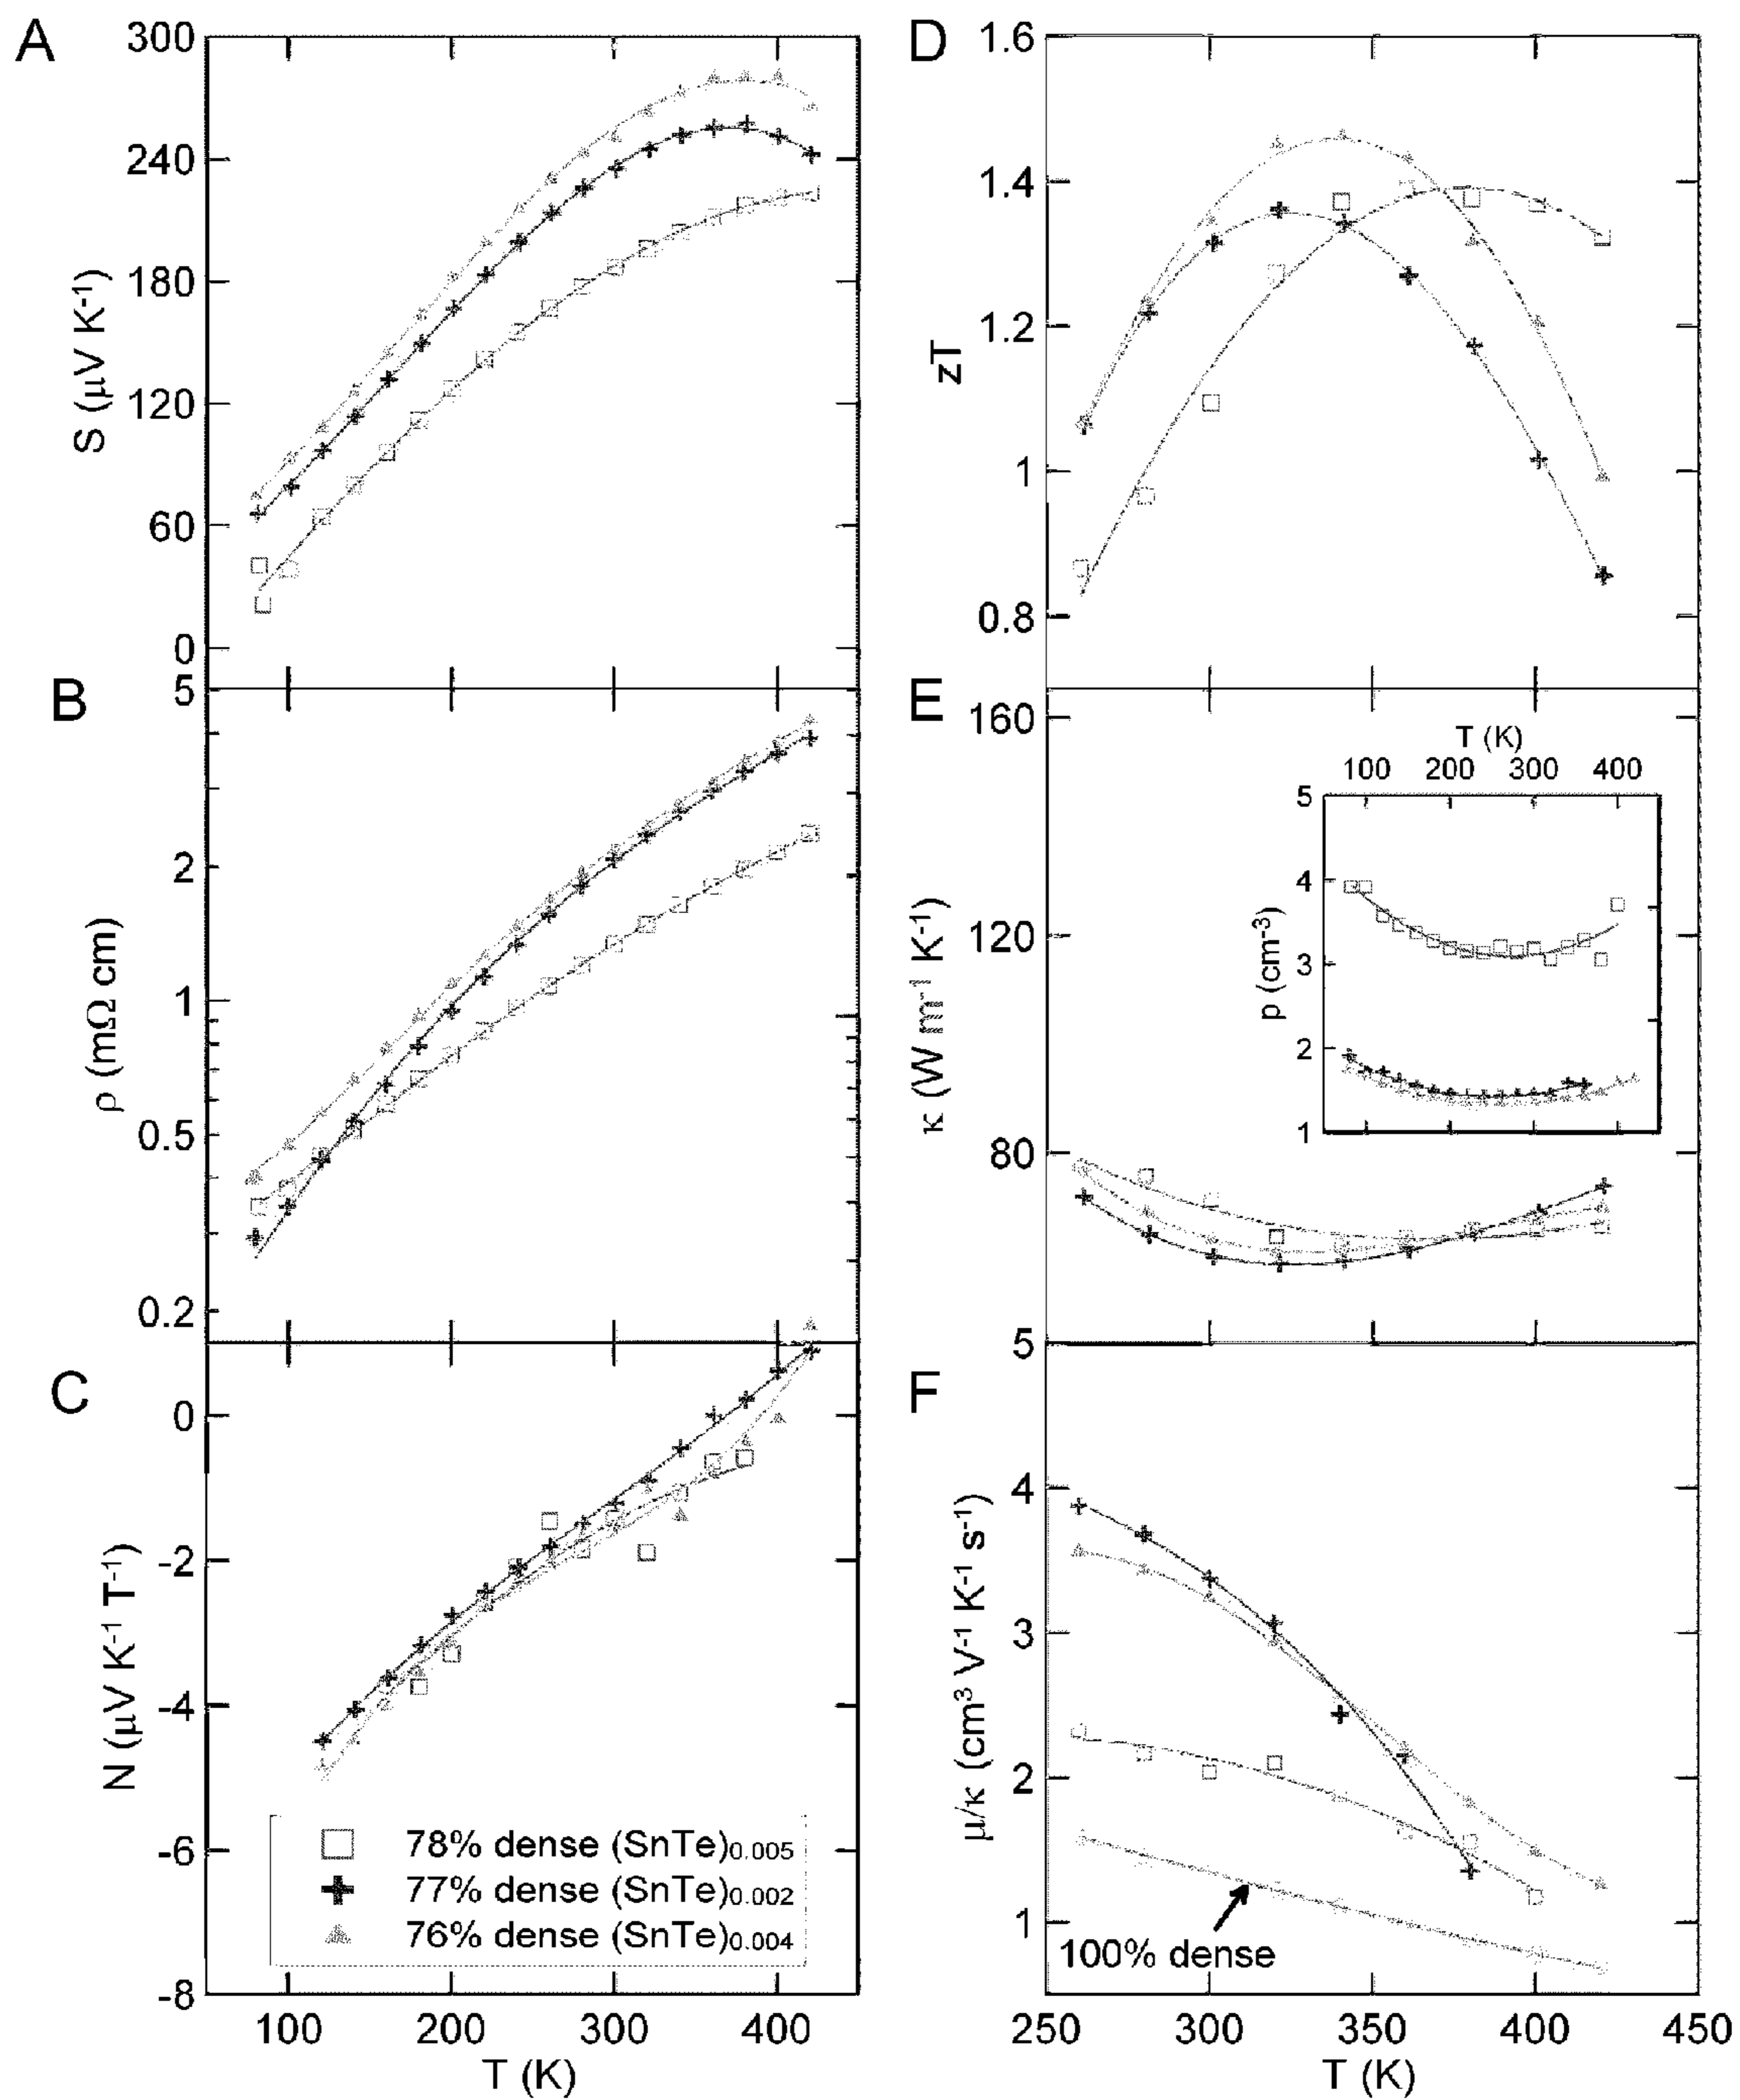 A
300
240
180
120
60
0
S (μV K-1)
B
5
2
1
0.5
0.2
ρ (mΩ cm)
C
0
-2
-4
-6
-8
N (μV K-1 T-1)
78% dense (SnTe)0.005
77% dense (SnTe)0.002
76% dense (SnTe)0.004
100 200 300 400
T (K)
D
1.6
1.4
1.2
1
0.8
zT
E
160
120
80
κ (W m-1 K-1)
T (K)
100 200 300 400
5
4
3
2
1
p (cm-3)
F
5
4
3
2
1
μ/κ (cm3 V-1 K-1 s-1)
100% dense
250 300 350 400 450
T (K)